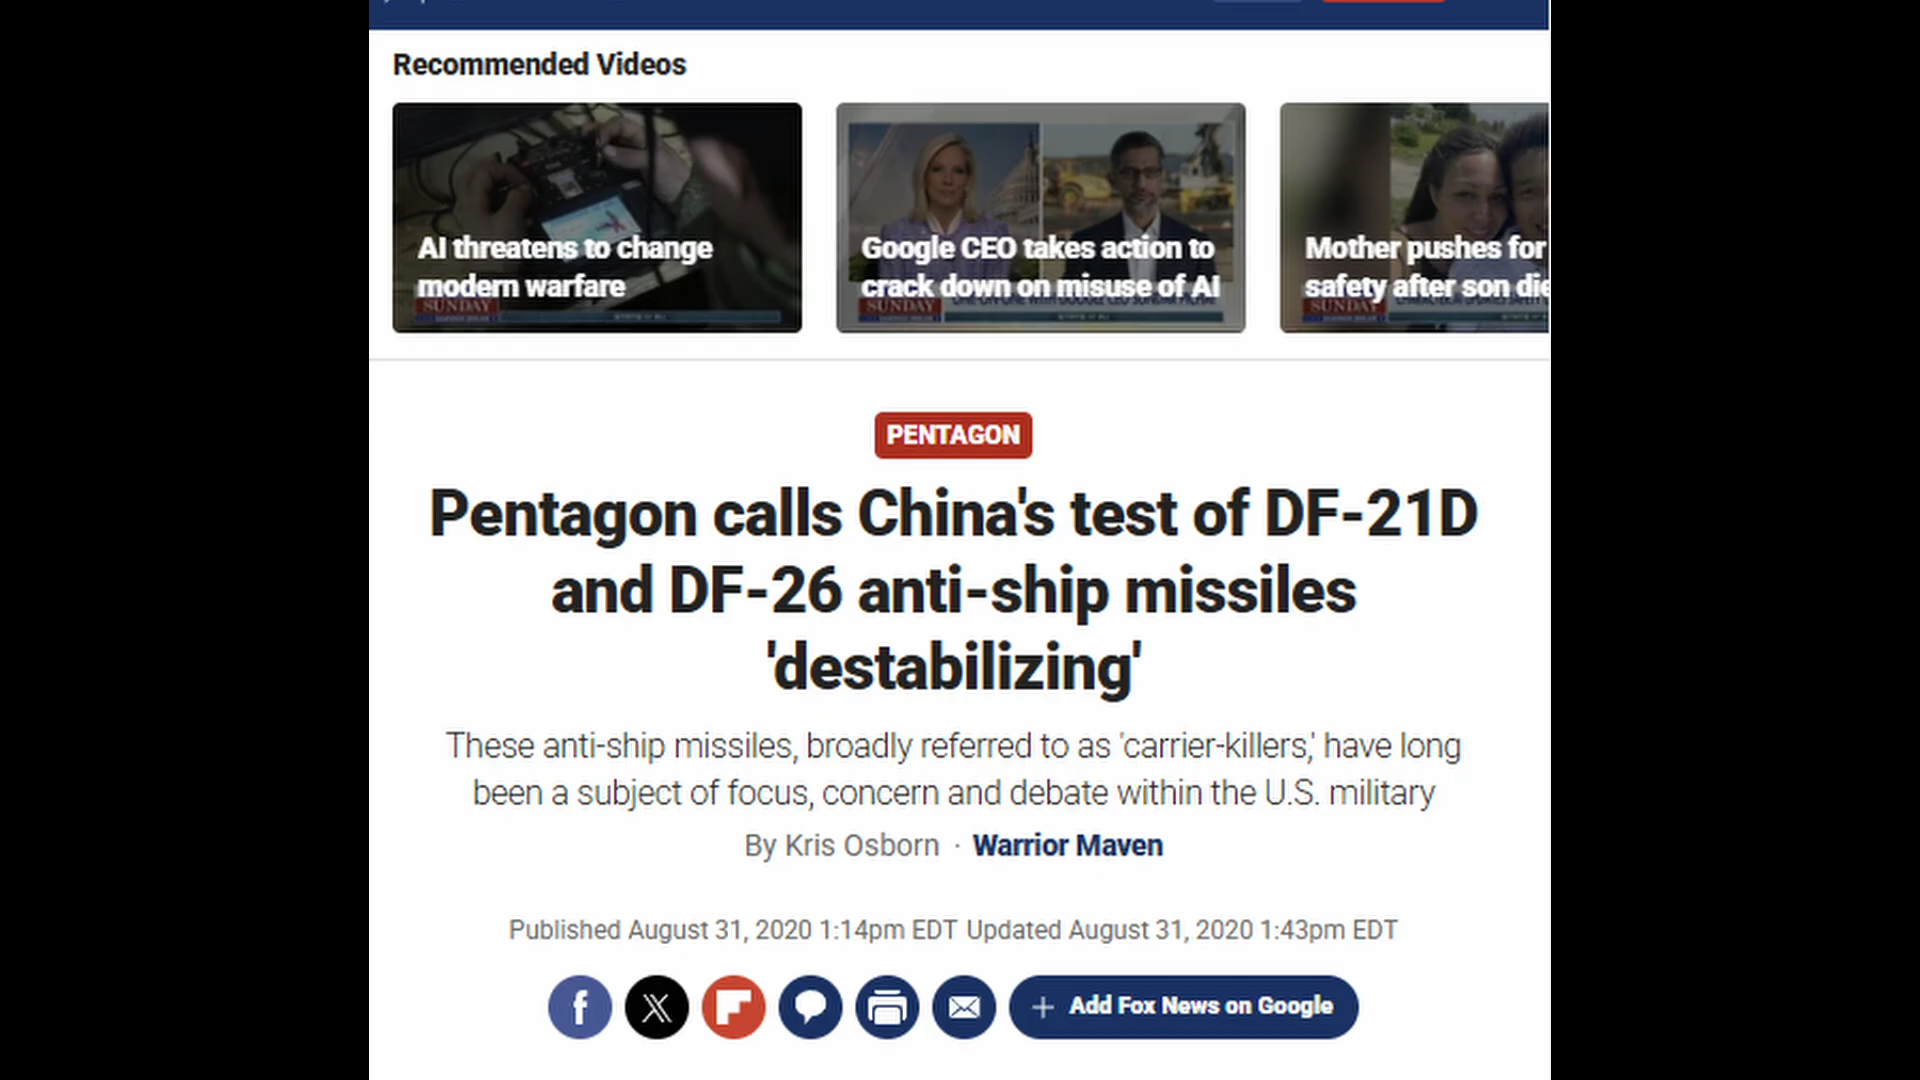 Recommended Videos
AI threatens to change
modern warfare
SUNDAY
Google CEO takes action to
crack down on misuse of AI
SUNDAY
Mother pushes for
safety after son die
SUNDAY
PENTAGON
Pentagon calls China's test of DF-21D
and DF-26 anti-ship missiles
'destabilizing'
These anti-ship missiles, broadly referred to as 'carrier-killers,' have long
been a subject of focus, concern and debate within the U.S. military
By Kris Osborn · Warrior Maven
Published August 31, 2020 1:14pm EDT Updated August 31, 2020 1:43pm EDT
+ Add Fox News on Google